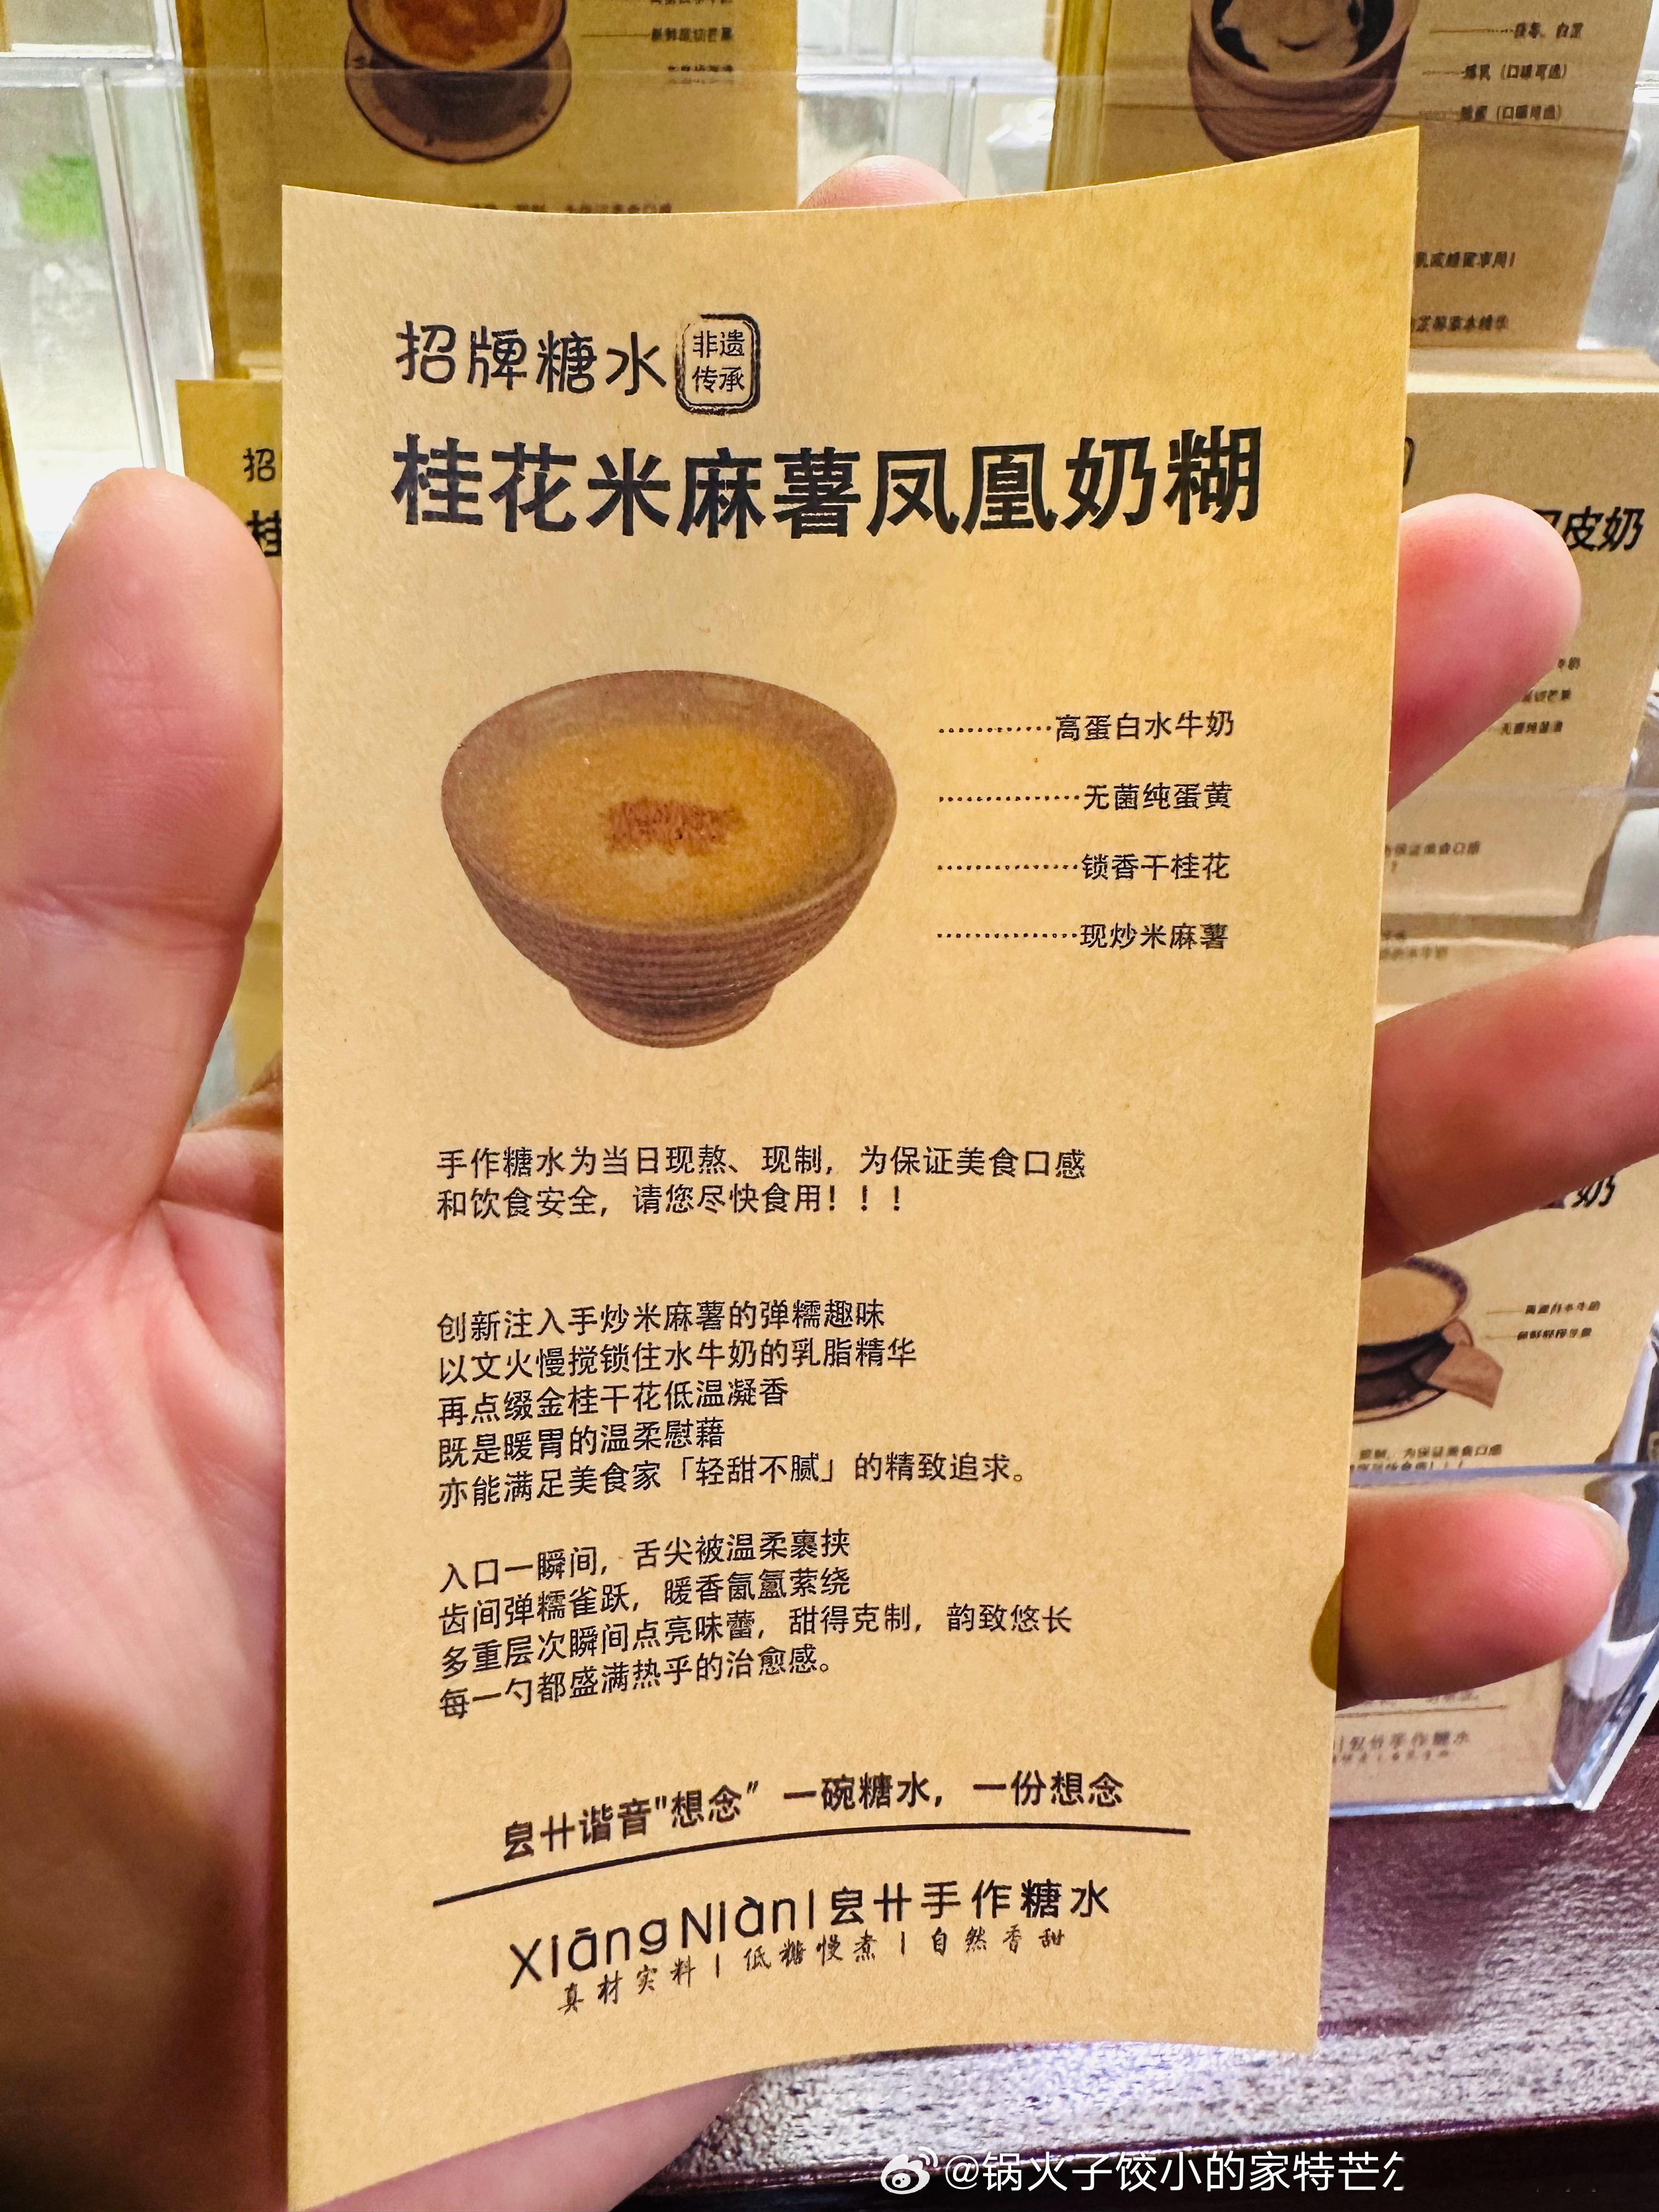 招牌糖水
非遗
传承
桂花米麻薯凤凰奶糊
高蛋白水牛奶
无菌纯蛋黄
锁香干桂花
现炒米麻薯
手作糖水为当日现熬、现制，为保证美食口感
和饮食安全，请您尽快食用！！！
创新注入手炒米麻薯的弹糯趣味
以文火慢搅锁住水牛奶的乳脂精华
再点缀金桂干花低温凝香
既是暖胃的温柔慰藉
亦能满足美食家「轻甜不腻」的精致追求。
入口一瞬间，舌尖被温柔裹挟
齿间弹糯雀跃，暖香氤氲萦绕
多重层次瞬间点亮味蕾，甜得克制，韵致悠长
每一勺都盛满热乎的治愈感。
皀卄谐音"想念" 一碗糖水，一份想念
XiāngNiàn|皀卄手作糖水
真材实料 | 低糖慢煮 | 自然香甜
皮奶
@锅火子饺小的家特芒尔